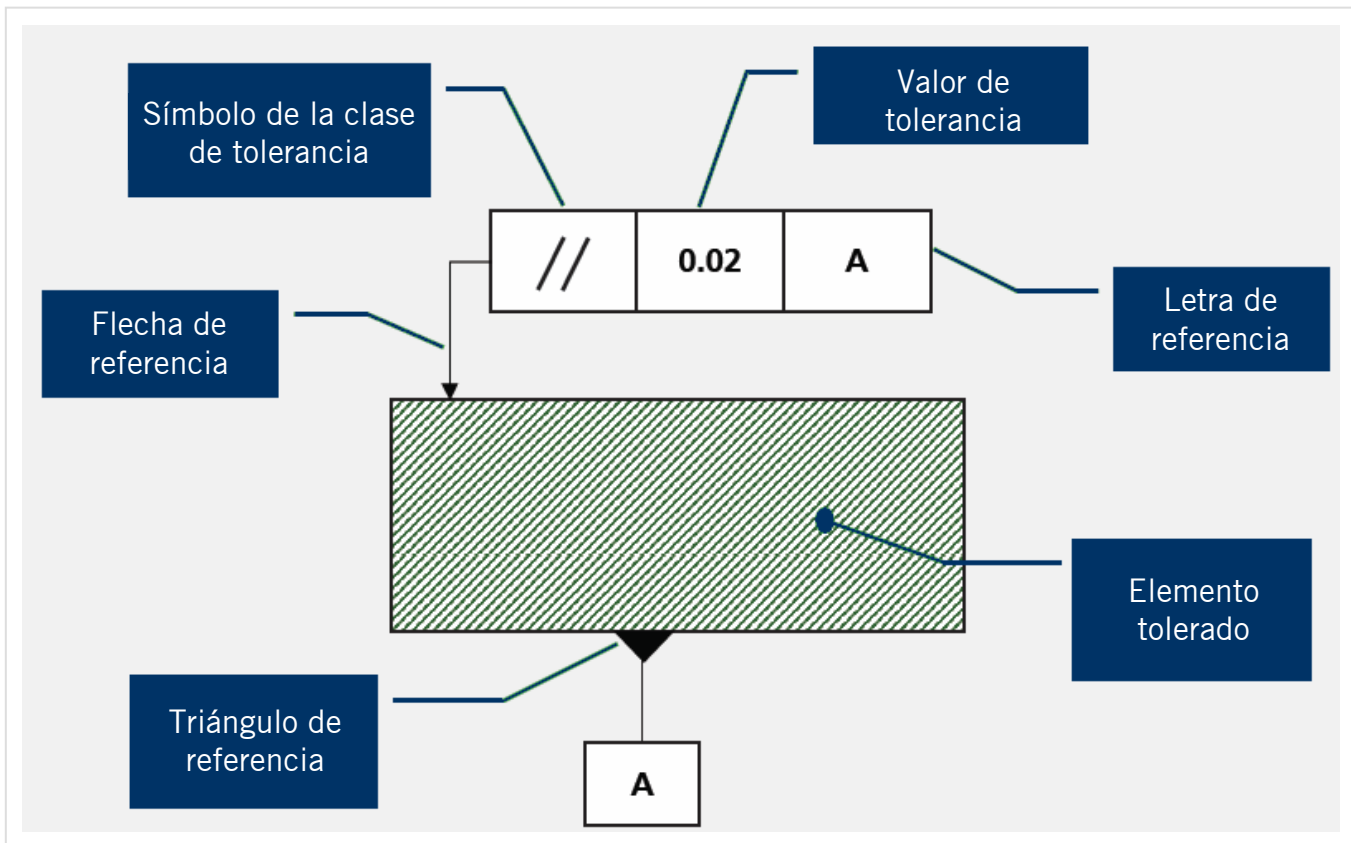 Símbolo de la clase
de tolerancia
Valor de
tolerancia
// 0.02 A
Flecha de
referencia
Letra de
referencia
Elemento
tolerado
Triángulo de
referencia
A